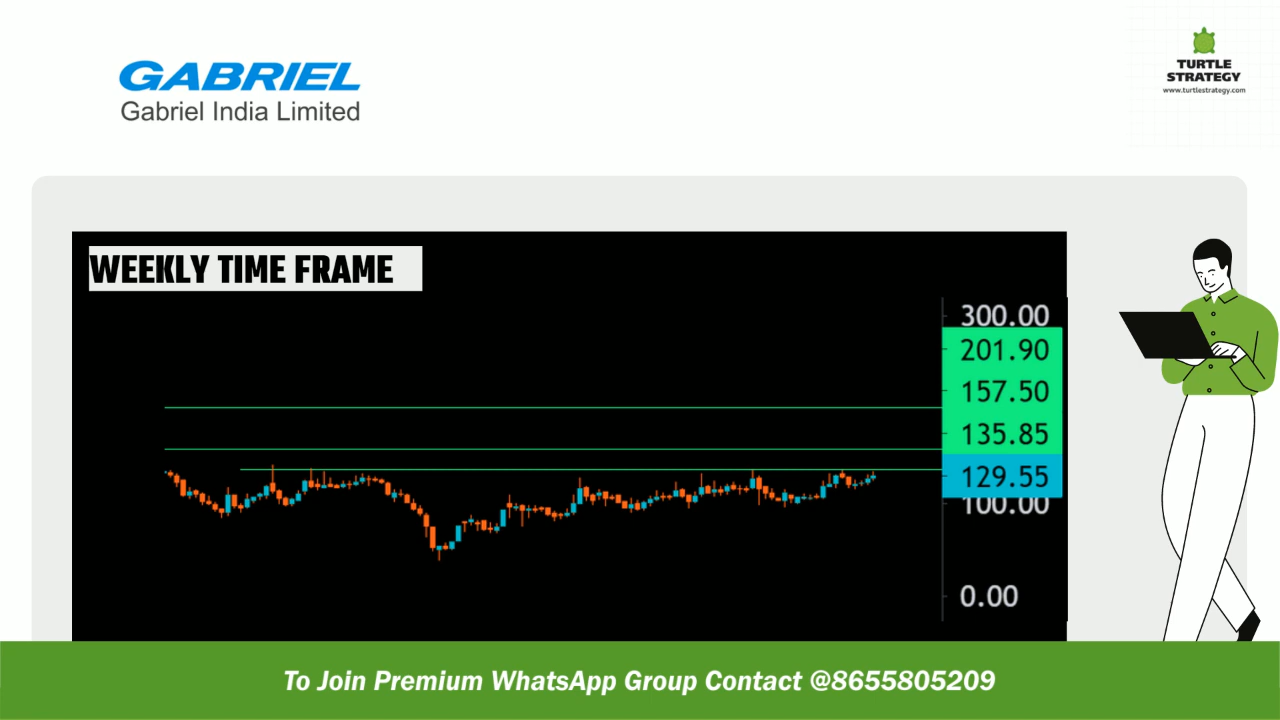 GABRIEL
Gabriel India Limited
TURTLE
STRATEGY
www.turtlestrategy.com
WEEKLY TIME FRAME
300.00
201.90
157.50
135.85
129.55
100.00
0.00
To Join Premium WhatsApp Group Contact @8655805209